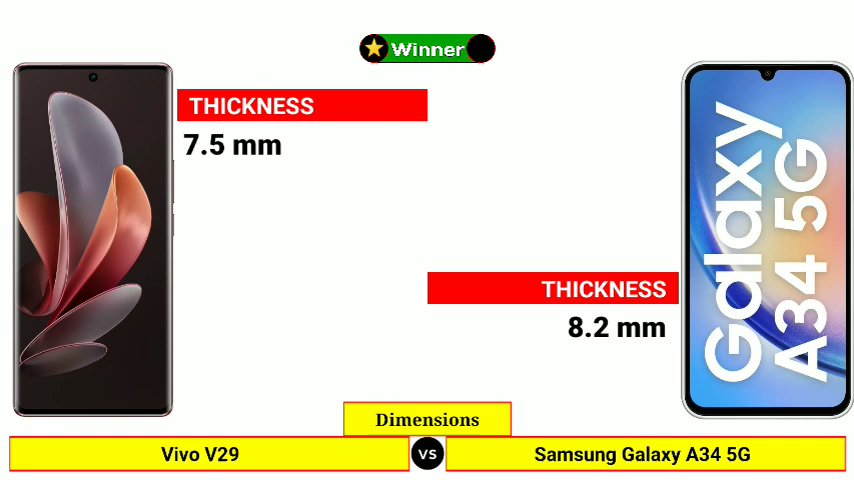 Winner
THICKNESS
7.5 mm
Galaxy
A34 5G
THICKNESS
8.2 mm
Dimensions
Vivo V29
VS
Samsung Galaxy A34 5G